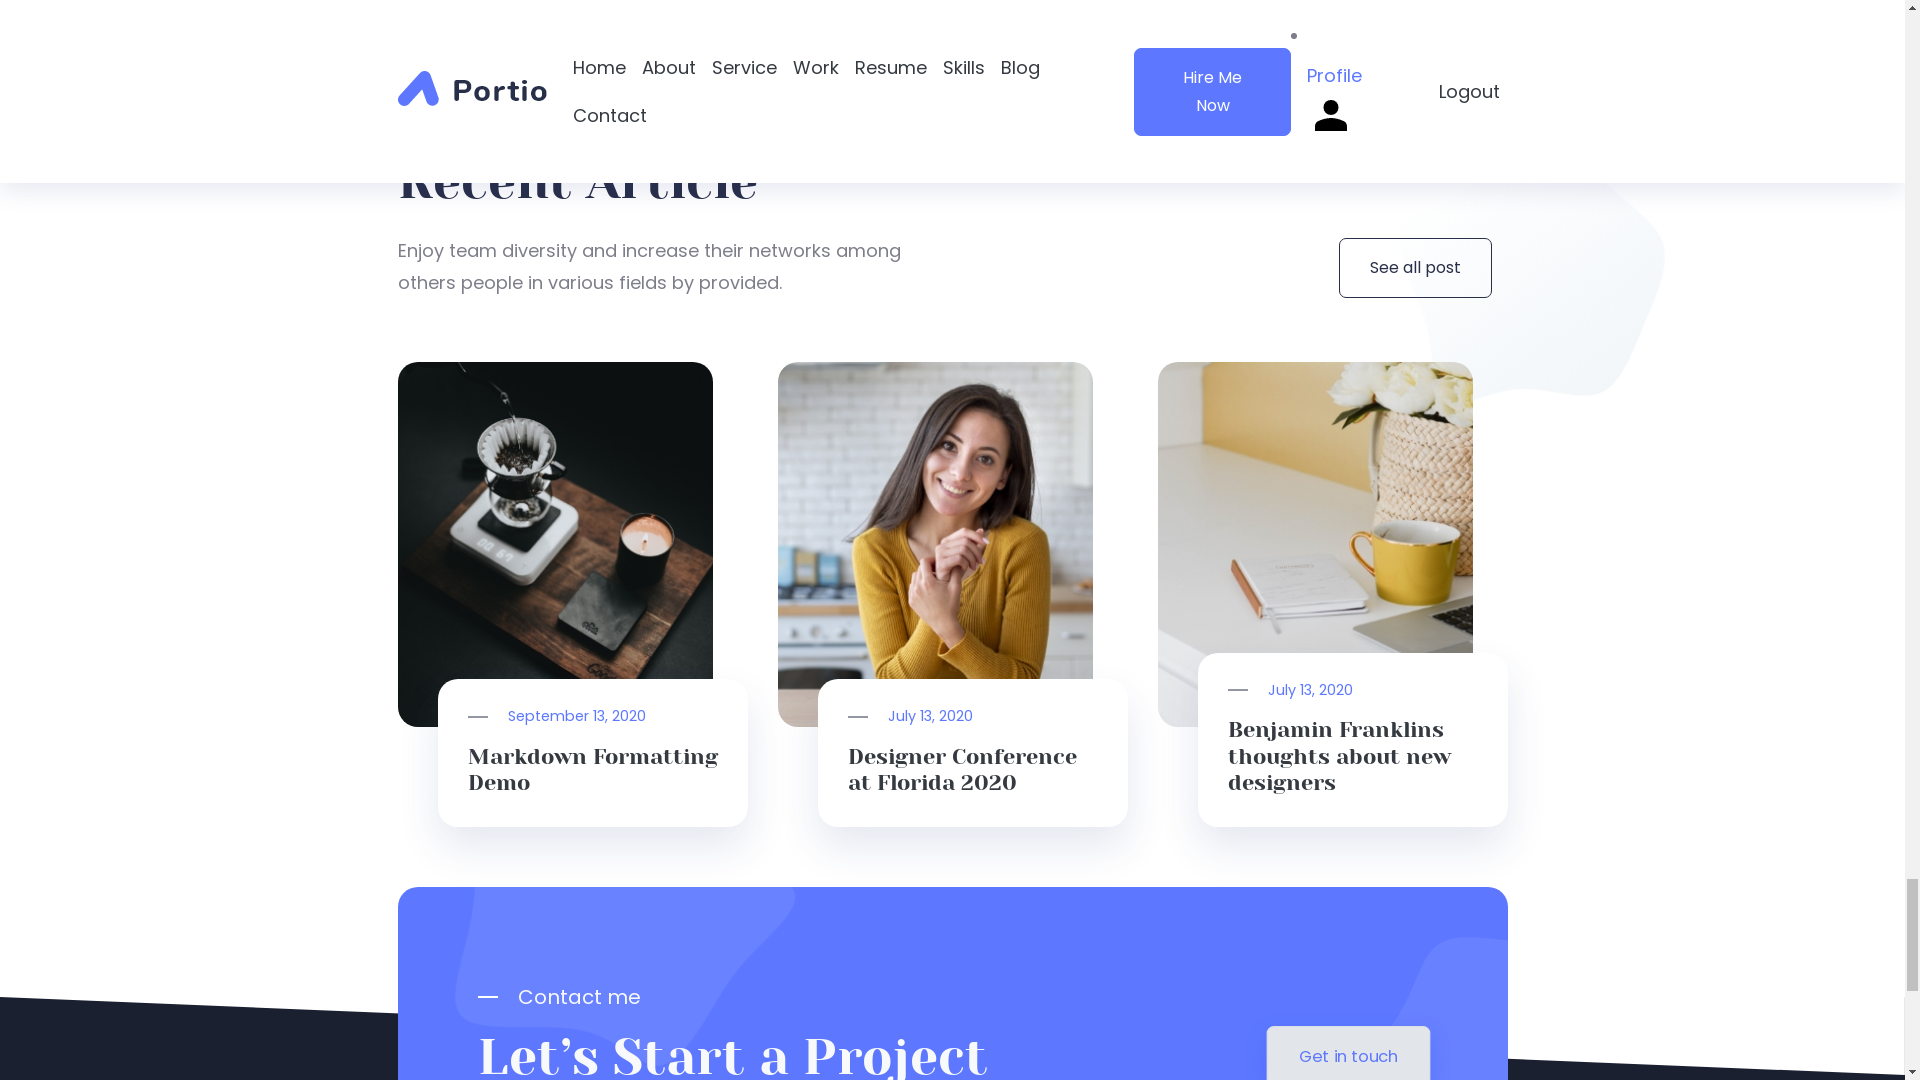 Portio
Home About Service Work Resume Skills Blog
Contact
Hire Me
Now
Profile
Logout
Recent Article
Enjoy team diversity and increase their networks among
others people in various fields by provided.
See all post
September 13, 2020
Markdown Formatting
Demo
July 13, 2020
Designer Conference
at Florida 2020
July 13, 2020
Benjamin Franklins
thoughts about new
designers
Contact me
Let’s Start a Project
Get in touch